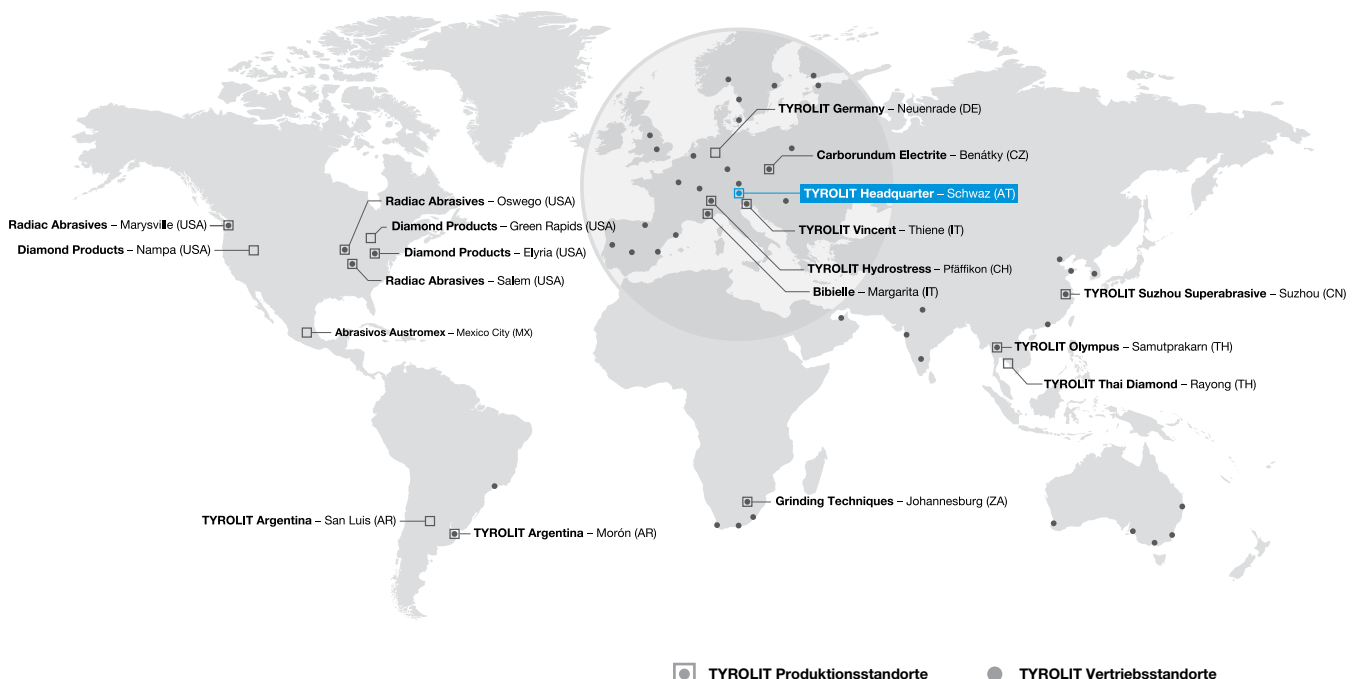 TYROLIT Germany – Neuenrade (DE)
Carborundum Electrite – Benátky (CZ)
TYROLIT Headquarter – Schwaz (AT)
Radiac Abrasives – Oswego (USA)
Radiac Abrasives – Marysville (USA)
Diamond Products – Green Rapids (USA)
TYROLIT Vincent – Thiene (IT)
Diamond Products – Nampa (USA)
Diamond Products – Elyria (USA)
TYROLIT Hydrostress – Pfäffikon (CH)
Radiac Abrasives – Salem (USA)
Bibielle – Margarita (IT)
TYROLIT Suzhou Superabrasive – Suzhou (CN)
Abrasivos Austromex – Mexico City (MX)
TYROLIT Olympus – Samutprakarn (TH)
TYROLIT Thai Diamond – Rayong (TH)
Grinding Techniques – Johannesburg (ZA)
TYROLIT Argentina – San Luis (AR)
TYROLIT Argentina – Morón (AR)
TYROLIT Produktionsstandorte
TYROLIT Vertriebsstandorte